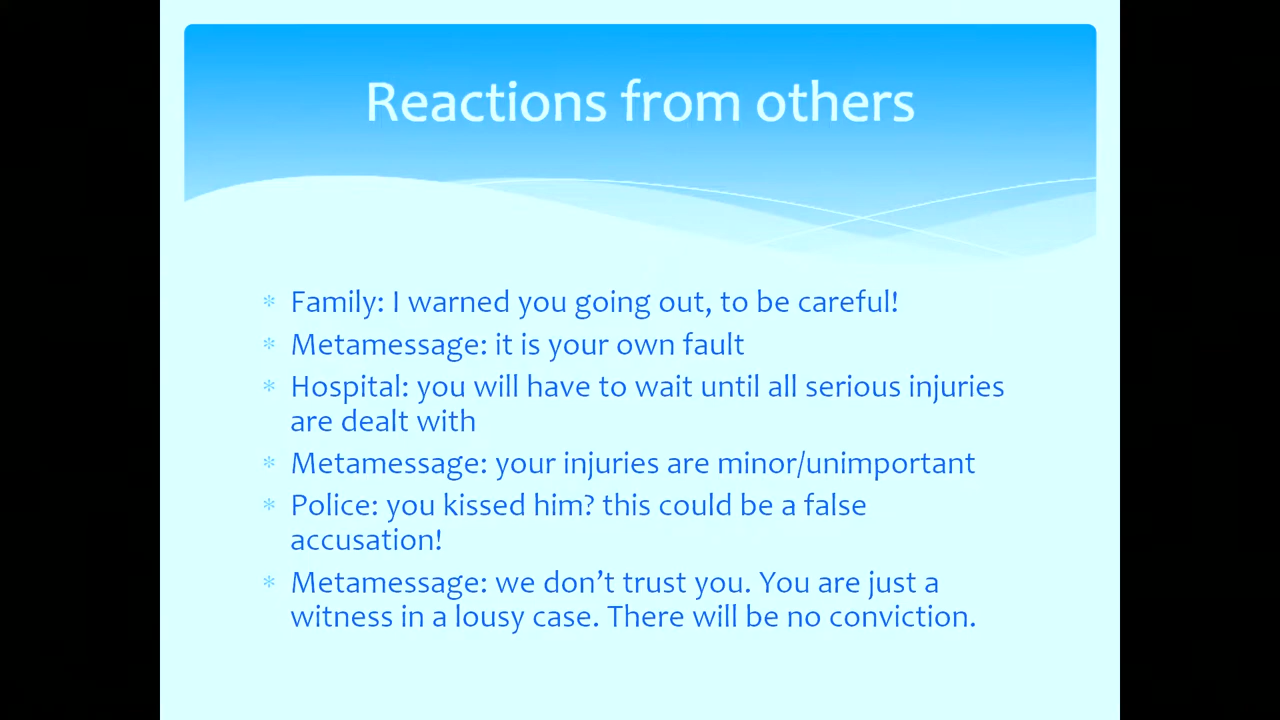 Reactions from others
* Family: I warned you going out, to be careful!
* Metamessage: it is your own fault
* Hospital: you will have to wait until all serious injuries
are dealt with
* Metamessage: your injuries are minor/unimportant
* Police: you kissed him? this could be a false
accusation!
* Metamessage: we don’t trust you. You are just a
witness in a lousy case. There will be no conviction.